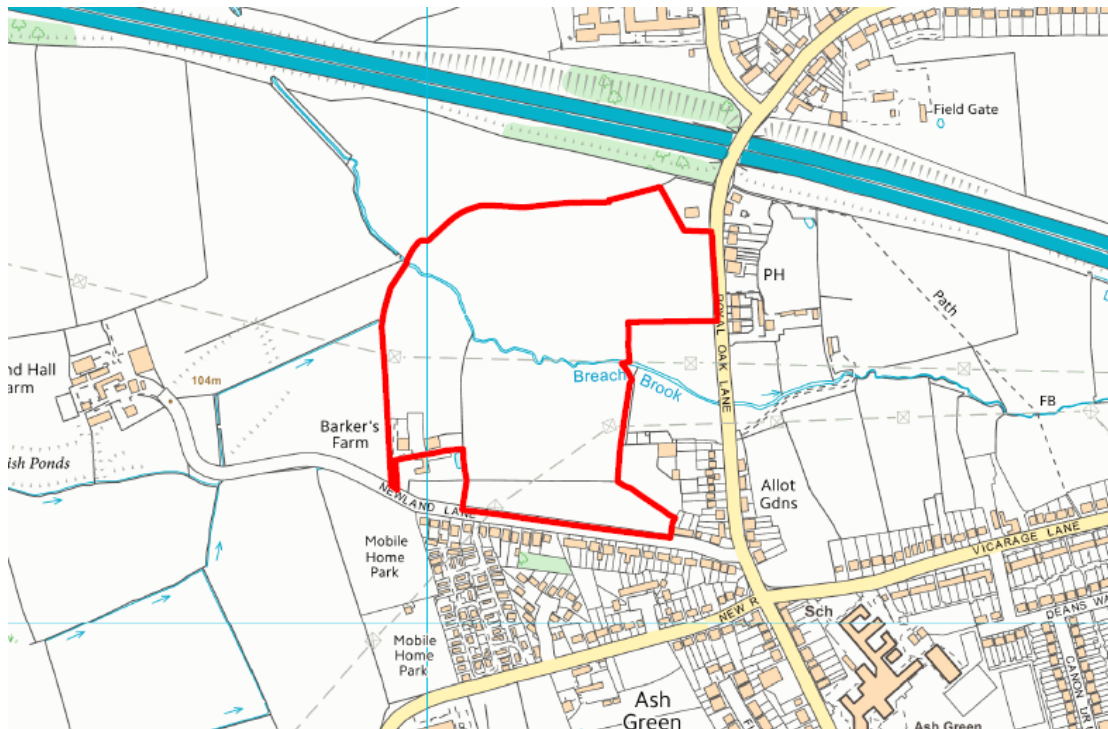 Field Gate
PH
Path
ROYAL OAK LANE
nd Hall
arm
104m
Breach Brook
FB
Barker's
Farm
ish Ponds
NEWLAND LANE
Allot
Gdns
Mobile
Home
Park
VICARAGE LANE
NEW R
Sch
DEANS WA
Mobile
Home
Park
Ash
Green
CANON DR
Ash Green